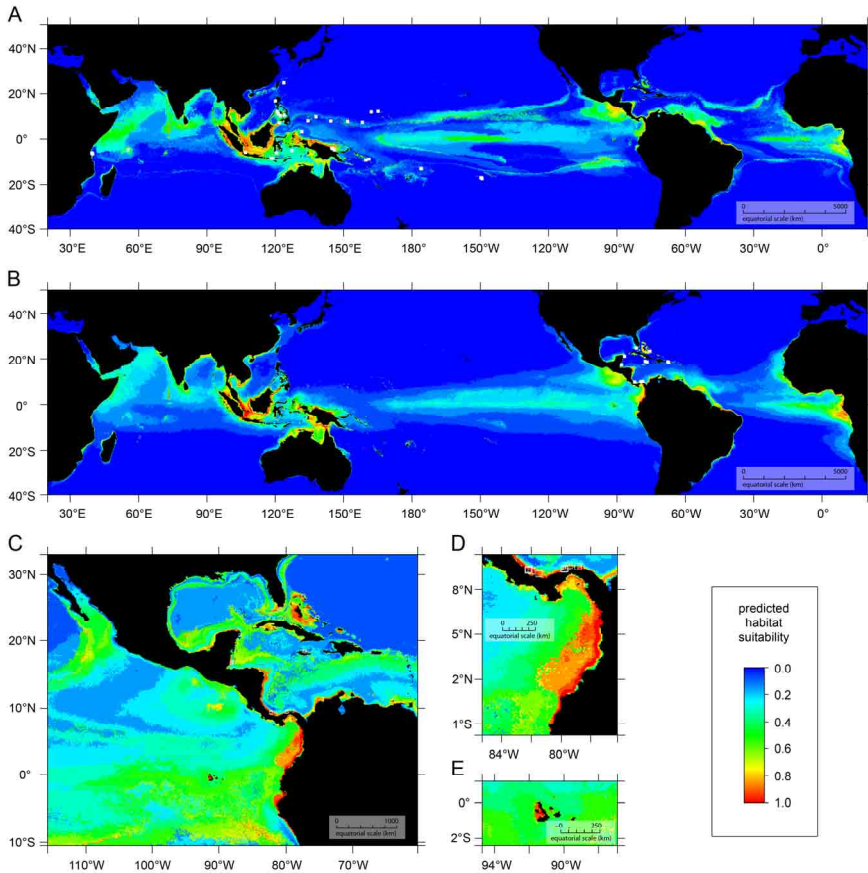 A
40°N
20°N
0°
20°S
40°S
0 5000
equatorial scale (km)
30°E 60°E 90°E 120°E 150°E 180° 150°W 120°W 90°W 60°W 30°W 0°
B
40°N
20°N
0°
20°S
40°S
0 5000
equatorial scale (km)
30°E 60°E 90°E 120°E 150°E 180° 150°W 120°W 90°W 60°W 30°W 0°
C
30°N
20°N
10°N
0°
10°S
0 1000
equatorial scale (km)
110°W 100°W 90°W 80°W 70°W
D
8°N
5°N
2°N
1°S
0 250
equatorial scale (km)
84°W 80°W
E
0°
2°S
0 250
equatorial scale (km)
94°W 90°W
predicted
habitat
suitability
0.0
0.2
0.4
0.6
0.8
1.0